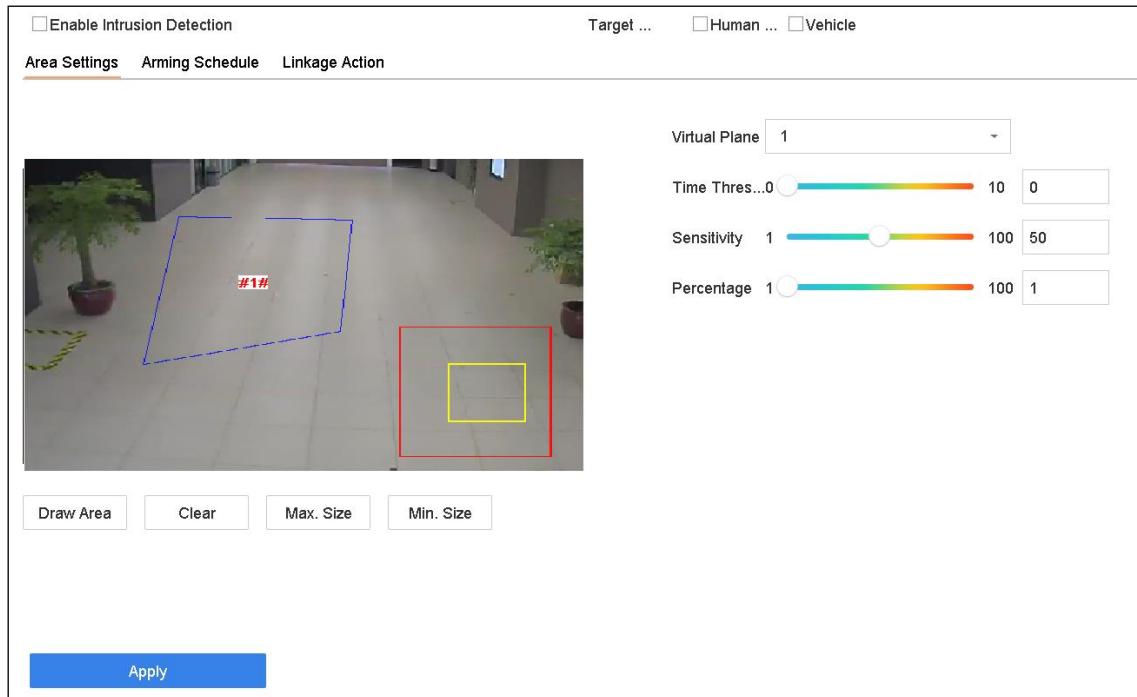 Enable Intrusion Detection Target ... Human ... Vehicle
Area Settings Arming Schedule Linkage Action
Virtual Plane 1
Time Thres...0 10 0
#1#
Sensitivity 1 100 50
Percentage 1 100 1
Draw Area Clear Max. Size Min. Size
Apply